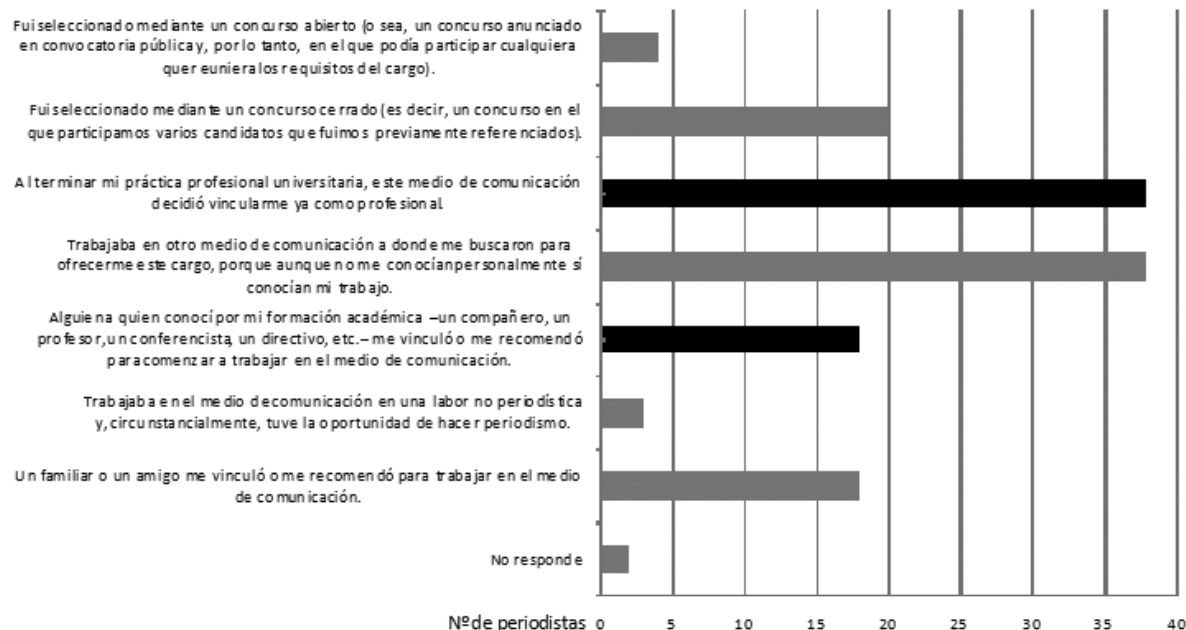 Fui seleccionado mediante un concurso abierto (o sea, un concurso anunciado
en convocatoria pública y, por lo tanto, en el que podía participar cualquiera
que reuniera los requisitos del cargo).
Fui seleccionado mediante un concurso cerrado (es decir, un concurso en el
que participamos varios candidatos que fuimos previamente referenciados).
Al terminar mi práctica profesional universitaria, este medio de comunicación
decidió vincularme ya como profesional.
Trabajaba en otro medio de comunicación a donde me buscaron para
ofrecerme este cargo, porque aunque no me conocían personalmente sí
conocían mi trabajo.
Alguien a quien conocí por mi formación académica –un compañero, un
profesor, un conferencista, un directivo, etc.– me vinculó o me recomendó
para comenzar a trabajar en el medio de comunicación.
Trabajaba en el medio de comunicación en una labor no periodística
y, circunstancialmente, tuve la oportunidad de hacer periodismo.
Un familiar o un amigo me vinculó o me recomendó para trabajar en el medio
de comunicación.
No responde
Nº de periodistas 0 5 10 15 20 25 30 35 40